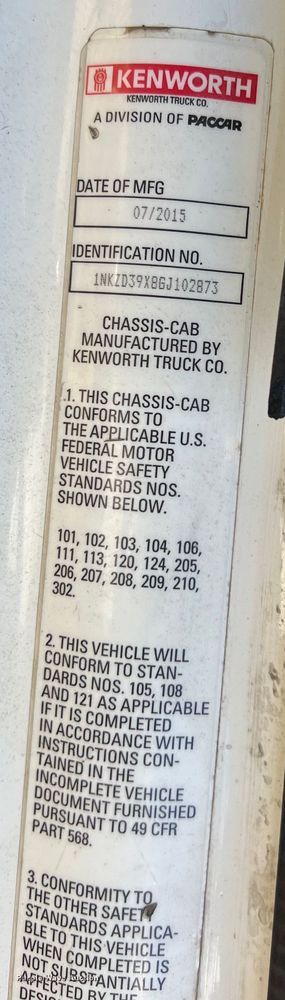 KENWORTH
KENWORTH TRUCK CO.
A DIVISION OF PACCAR
DATE OF MFG
07/2015
IDENTIFICATION NO.
1NKZD39X8GJ102873
CHASSIS-CAB
MANUFACTURED BY
KENWORTH TRUCK CO.
1. THIS CHASSIS-CAB
CONFORMS TO
THE APPLICABLE U.S.
FEDERAL MOTOR
VEHICLE SAFETY
STANDARDS NOS.
SHOWN BELOW.
101, 102, 103, 104, 106,
111, 113, 120, 124, 205,
206, 207, 208, 209, 210,
302.
2. THIS VEHICLE WILL
CONFORM TO STAN-
DARDS NOS. 105, 108
AND 121 AS APPLICABLE
IF IT IS COMPLETED
IN ACCORDANCE WITH
INSTRUCTIONS CON-
TAINED IN THE
INCOMPLETE VEHICLE
DOCUMENT FURNISHED
PURSUANT TO 49 CFR
PART 568.
3. CONFORMITY TO
THE OTHER SAFETY
STANDARDS APPLICA-
BLE TO THIS VEHICLE
WHEN COMPLETED IS
NOT SUBSTANTIALLY
AFFECTED BY THE